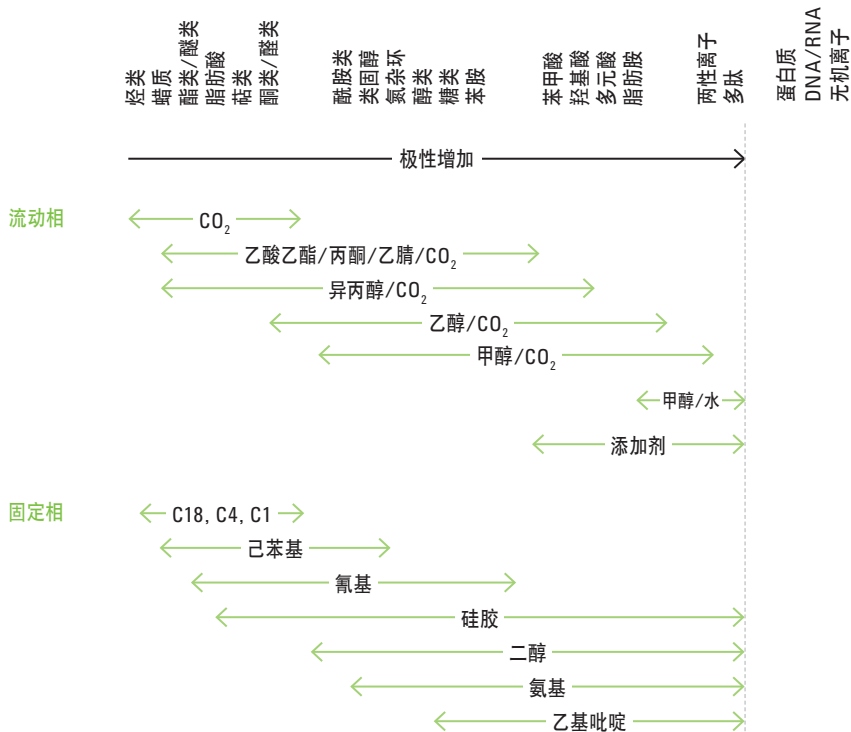 烃类
蜡质
酯类/醚类
脂肪酸
萜类
酮类/醛类
酰胺类
类固醇
氮杂环
醇类
糖类
苯胺
苯甲酸
羟基酸
多元酸
脂肪胺
两性离子
多肽
蛋白质
DNA/RNA
无机离子
极性增加
流动相
CO₂
乙酸乙酯/丙酮/乙腈/CO₂
异丙醇/CO₂
乙醇/CO₂
甲醇/CO₂
甲醇/水
添加剂
固定相
C18, C4, C1
己苯基
氰基
硅胶
二醇
氨基
乙基吡啶